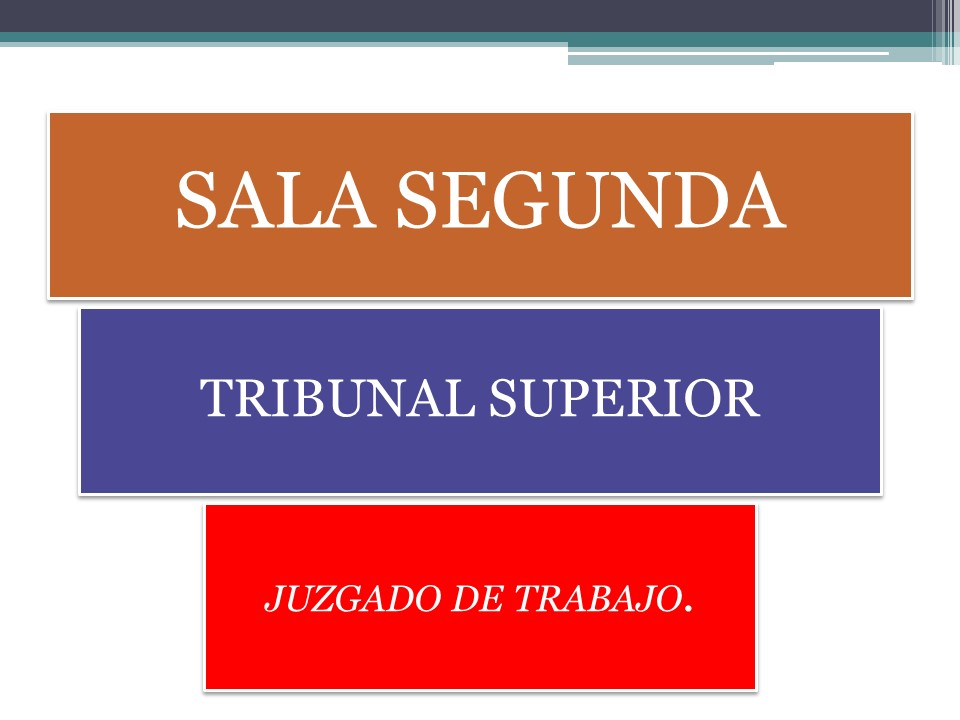 SALA SEGUNDA
TRIBUNAL SUPERIOR
JUZGADO DE TRABAJO.